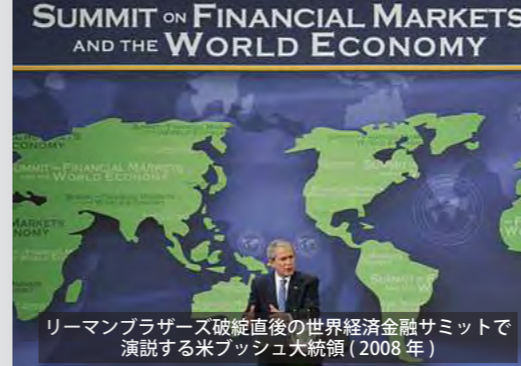 SUMMIT ON FINANCIAL MARKETS
AND THE WORLD ECONOMY
リーマンブラザーズ破綻直後の世界経済金融サミットで
演説する米ブッシュ大統領 ( 2008 年 )